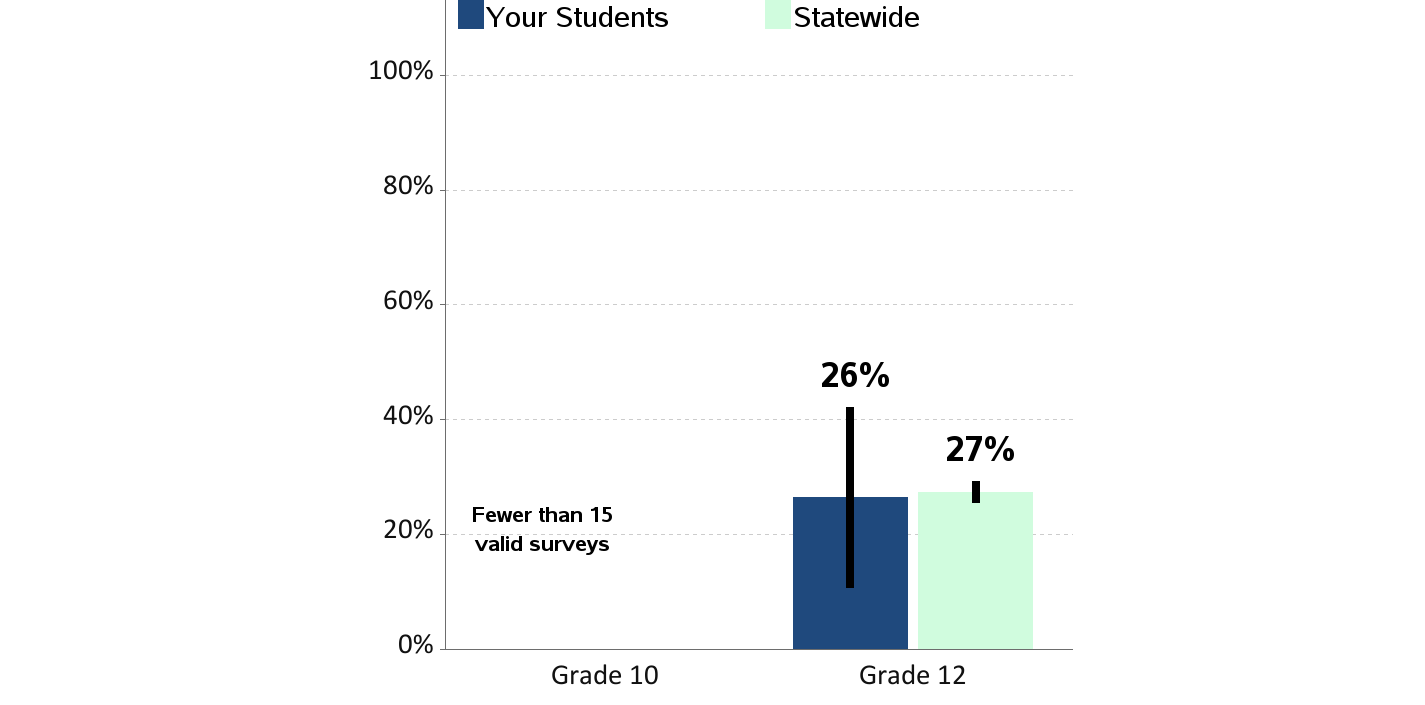 Your Students Statewide
100%
80%
60%
26%
40%
27%
Fewer than 15
20%
valid surveys
0%
Grade 10 Grade 12